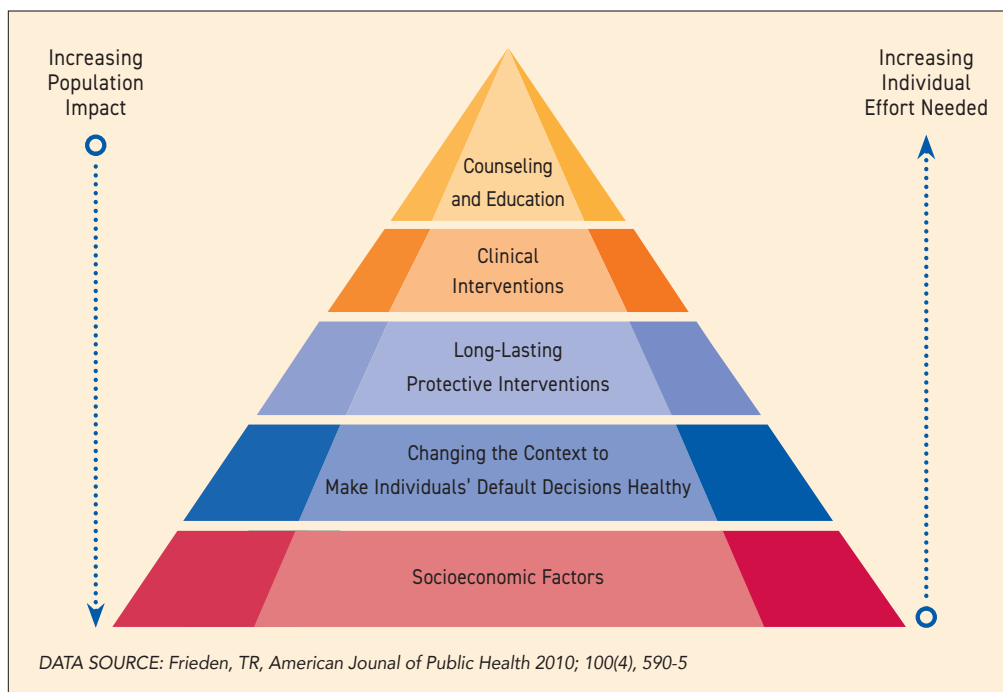 Increasing
Population
Impact
Increasing
Individual
Effort Needed
Counseling
and Education
Clinical
Interventions
Long-Lasting
Protective Interventions
Changing the Context to
Make Individuals’ Default Decisions Healthy
Socioeconomic Factors
DATA SOURCE: Frieden, TR, American Jounal of Public Health 2010; 100(4), 590-5